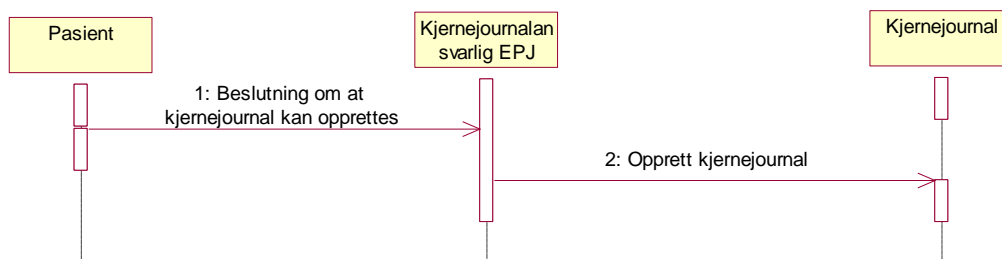 Pasient
Kjernejournalan
svarlig EPJ
Kjernejournal
1: Beslutning om at
kjernejournal kan opprettes
2: Opprett kjernejournal